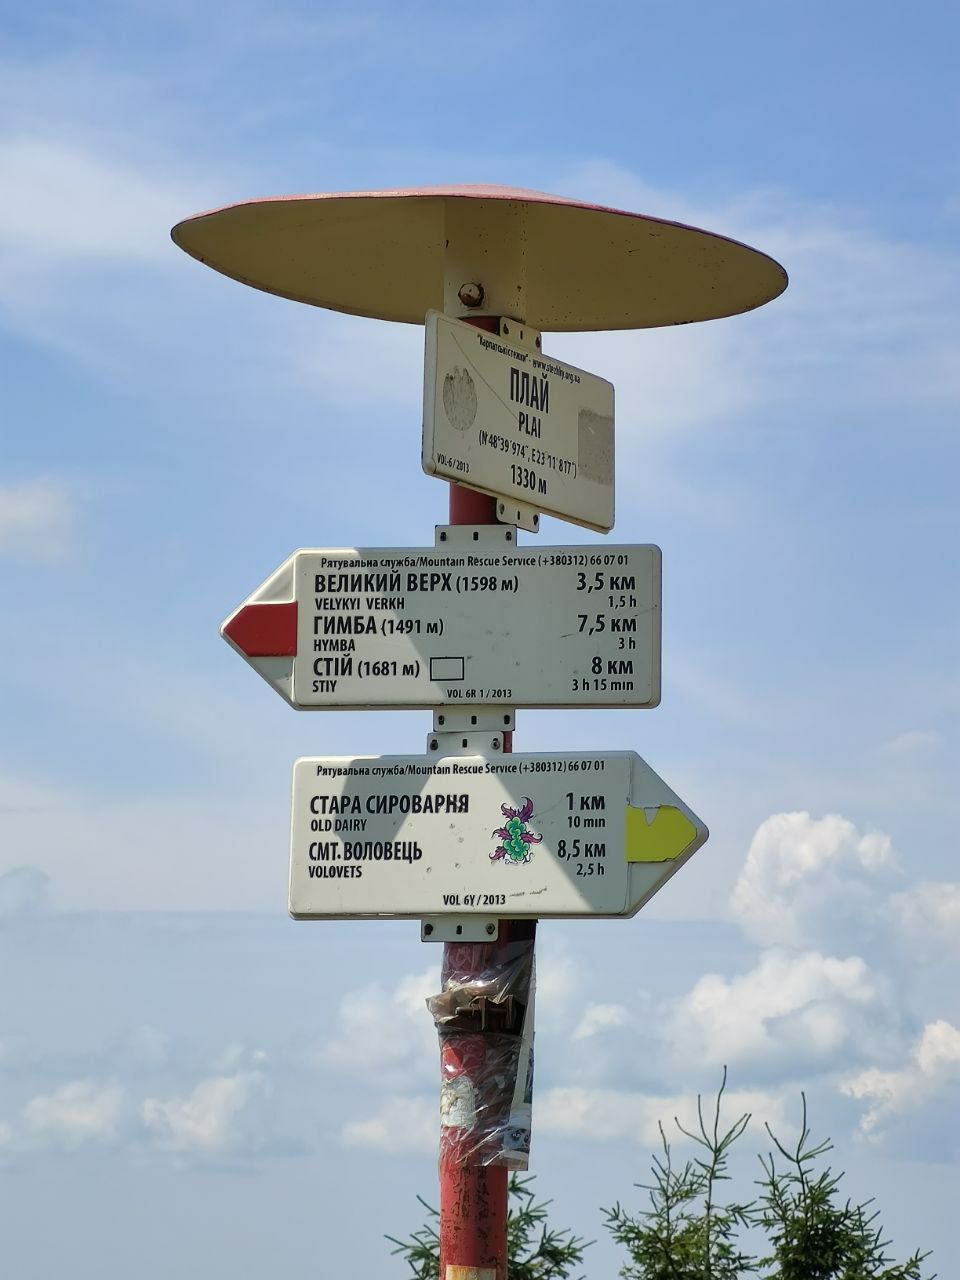 "Карпатські стежки" - www.stezhky.org.ua
ПЛАЙ
PLAI
(N 48°39'974", E 23°11'817")
VOL-6/2013
1330 м
Рятувальна служба/Mountain Rescue Service (+380312) 66 07 01
ВЕЛИКИЙ ВЕРХ (1598 м) 3,5 км
VELYKYI VERKH 1,5 h
ГИМБА (1491 м) 7,5 км
HYMBA 3 h
СТІЙ (1681 м) 8 км
STIY 3 h 15 min
VOL 6R 1/2013
Рятувальна служба/Mountain Rescue Service (+380312) 66 07 01
СТАРА СИРОВАРНЯ 1 км
OLD DAIRY 10 min
СМТ. ВОЛОВЕЦЬ 8,5 км
VOLOVETS 2,5 h
VOL 6Y/2013